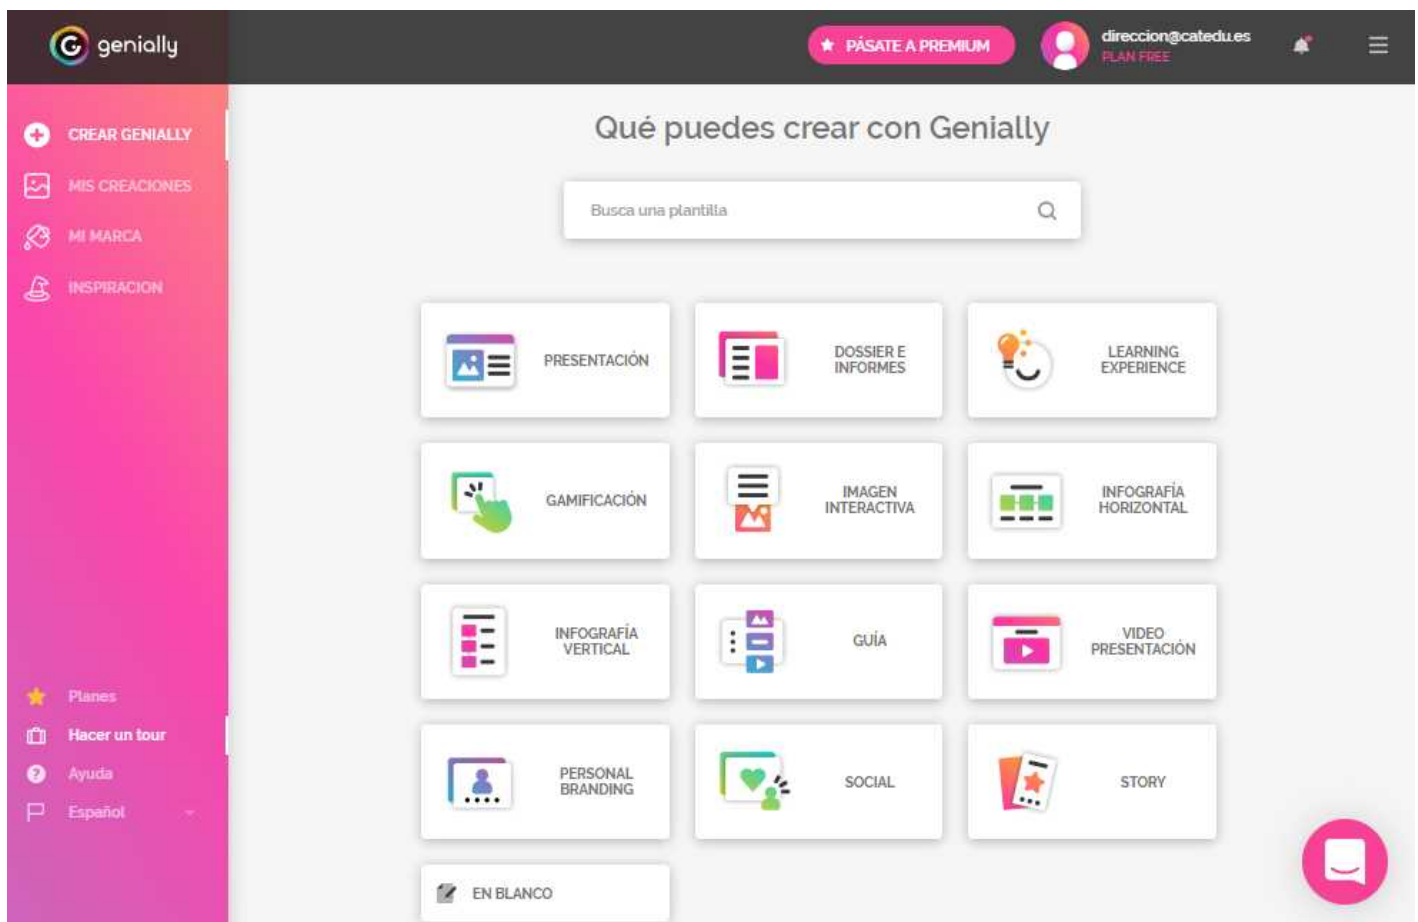 genially
PÁSATE A PREMIUM
direccion@catedu.es
PLAN FREE
CREAR GENIALLY
MIS CREACIONES
MI MARCA
INSPIRACION
Planes
Hacer un tour
Ayuda
Español
Qué puedes crear con Genially
Busca una plantilla
PRESENTACIÓN
DOSSIER E
INFORMES
LEARNING
EXPERIENCE
GAMIFICACIÓN
IMAGEN
INTERACTIVA
INFOGRAFÍA
HORIZONTAL
INFOGRAFÍA
VERTICAL
GUÍA
VIDEO
PRESENTACIÓN
PERSONAL
BRANDING
SOCIAL
STORY
EN BLANCO